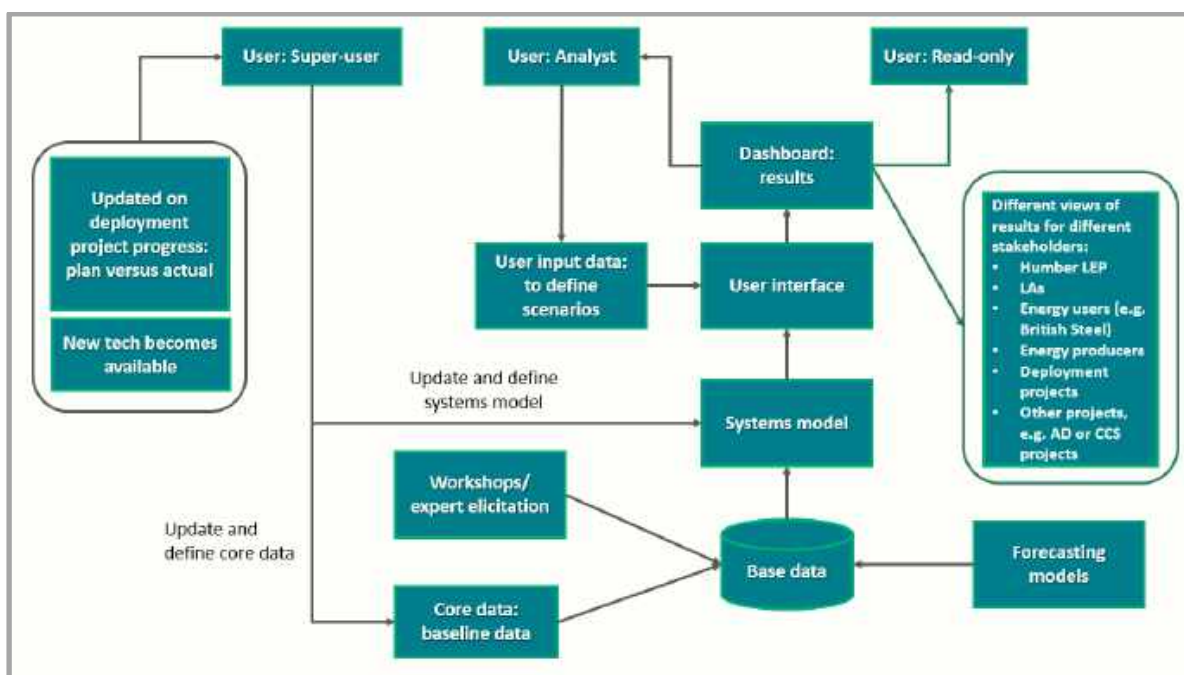 User: Super-user
User: Analyst
User: Read-only
Updated on
deployment
project progress:
plan versus actual
New tech becomes
available
Dashboard:
results
User input data:
to define
scenarios
User interface
Different views of
results for different
stakeholders:
• Humber LEP
• LAs
• Energy users (e.g.
British Steel)
• Energy producers
• Deployment
projects
• Other projects,
e.g. AD or CCS
projects
Update and define
systems model
Systems model
Workshops/
expert elicitation
Update and
define core data
Base data
Forecasting
models
Core data:
baseline data